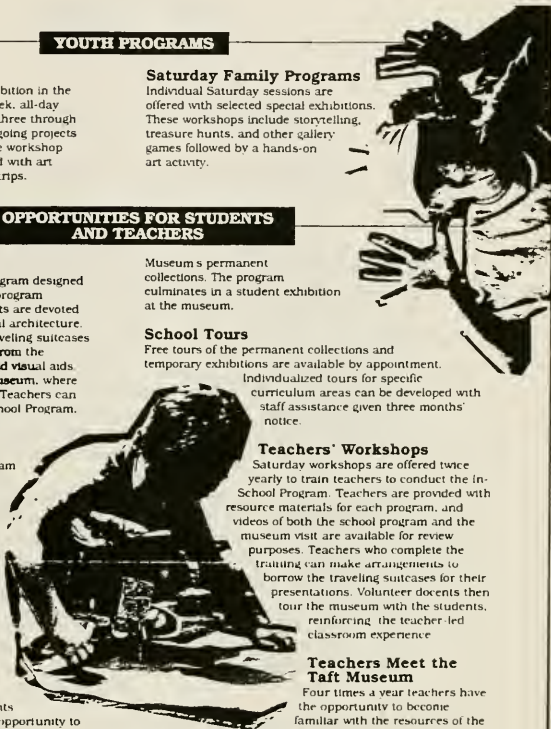 YOUTH PROGRAMS
bition in the
ek, all-day
three through
going projects
e workshop
d with art
trips.
Saturday Family Programs
Individual Saturday sessions are
offered with selected special exhibitions.
These workshops include storytelling,
treasure hunts, and other gallery
games followed by a hands-on
art activity.
OPPORTUNITIES FOR STUDENTS
AND TEACHERS
gram designed
program
ts are devoted
al architecture.
veling suitcases
rom the
d visual aids.
useum, where
Teachers can
hool Program.
am
nts
opportunity to
Museum's permanent
collections. The program
culminates in a student exhibition
at the museum.
School Tours
Free tours of the permanent collections and
temporary exhibitions are available by appointment.
Individualized tours for specific
curriculum areas can be developed with
staff assistance given three months'
notice.
Teachers' Workshops
Saturday workshops are offered twice
yearly to train teachers to conduct the In-
School Program. Teachers are provided with
resource materials for each program, and
videos of both the school program and the
museum visit are available for review
purposes. Teachers who complete the
training can make arrangements to
borrow the traveling suitcases for their
presentations. Volunteer docents then
tour the museum with the students,
reinforcing the teacher-led
classroom experience
Teachers Meet the
Taft Museum
Four times a year teachers have
the opportunity to become
familiar with the resources of the